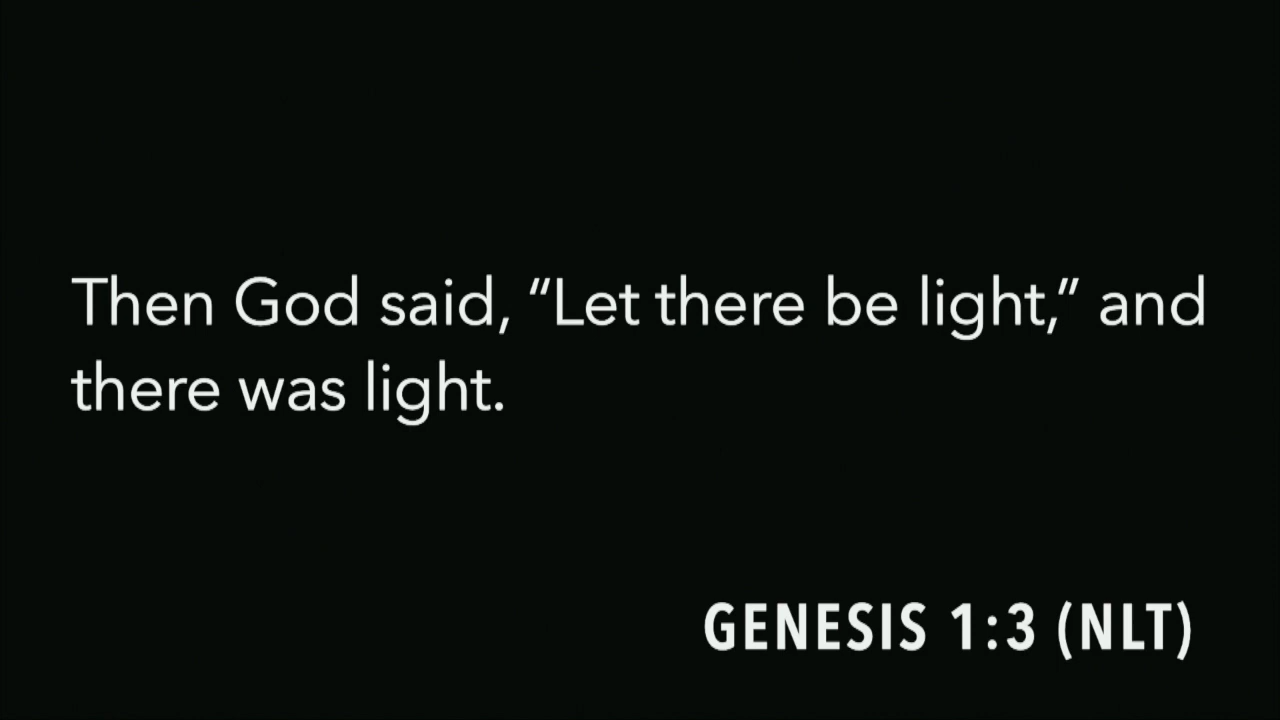 Then God said, “Let there be light,” and
there was light.
GENESIS 1:3 (NLT)